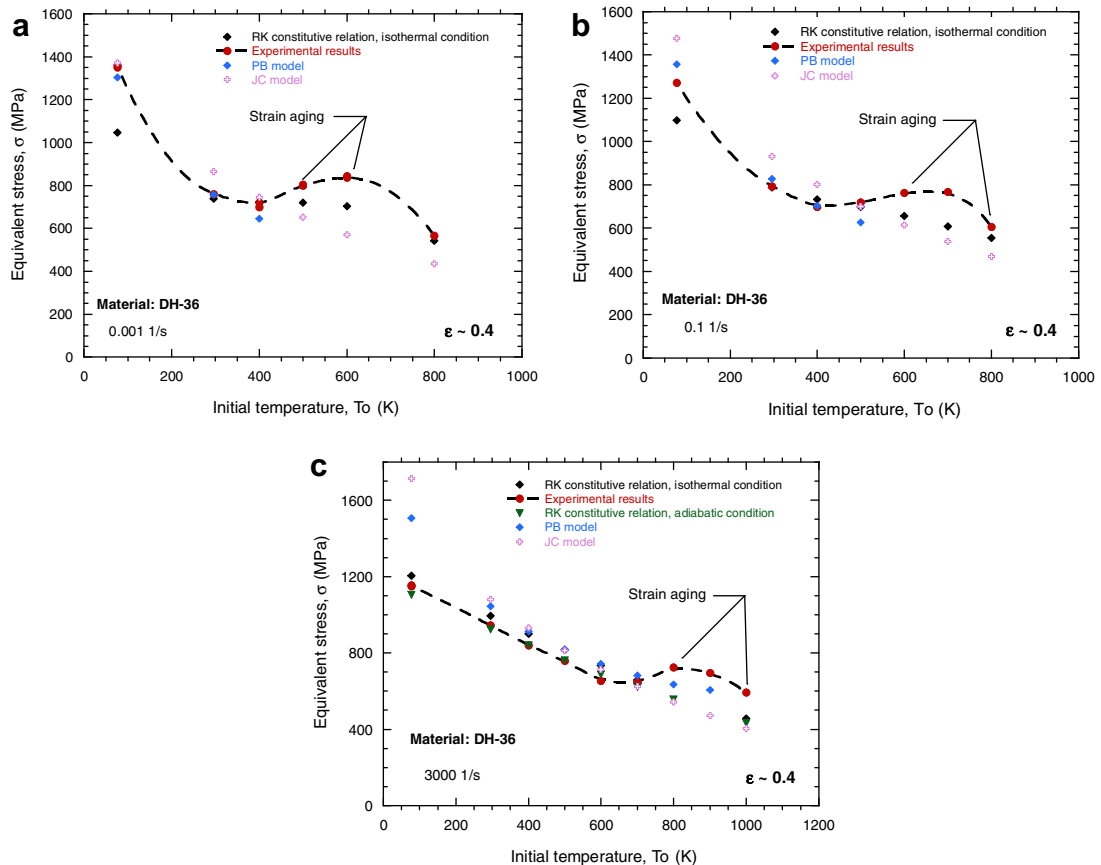 a
1600
1400
1200
1000
800
600
400
200
0
Equivalent stress, σ (MPa)
RK constitutive relation, isothermal condition
Experimental results
PB model
JC model
Strain aging
Material: DH-36
0.001 1/s
ε ~ 0.4
0 200 400 600 800 1000
Initial temperature, To (K)
b
1600
1400
1200
1000
800
600
400
200
0
Equivalent stress, σ (MPa)
RK constitutive relation, isothermal condition
Experimental results
PB model
JC model
Strain aging
Material: DH-36
0.1 1/s
ε ~ 0.4
0 200 400 600 800 1000
Initial temperature, To (K)
c
1600
1200
800
400
0
Equivalent stress, σ (MPa)
RK constitutive relation, isothermal condition
Experimental results
RK constitutive relation, adiabatic condition
PB model
JC model
Strain aging
Material: DH-36
3000 1/s
ε ~ 0.4
0 200 400 600 800 1000 1200
Initial temperature, To (K)